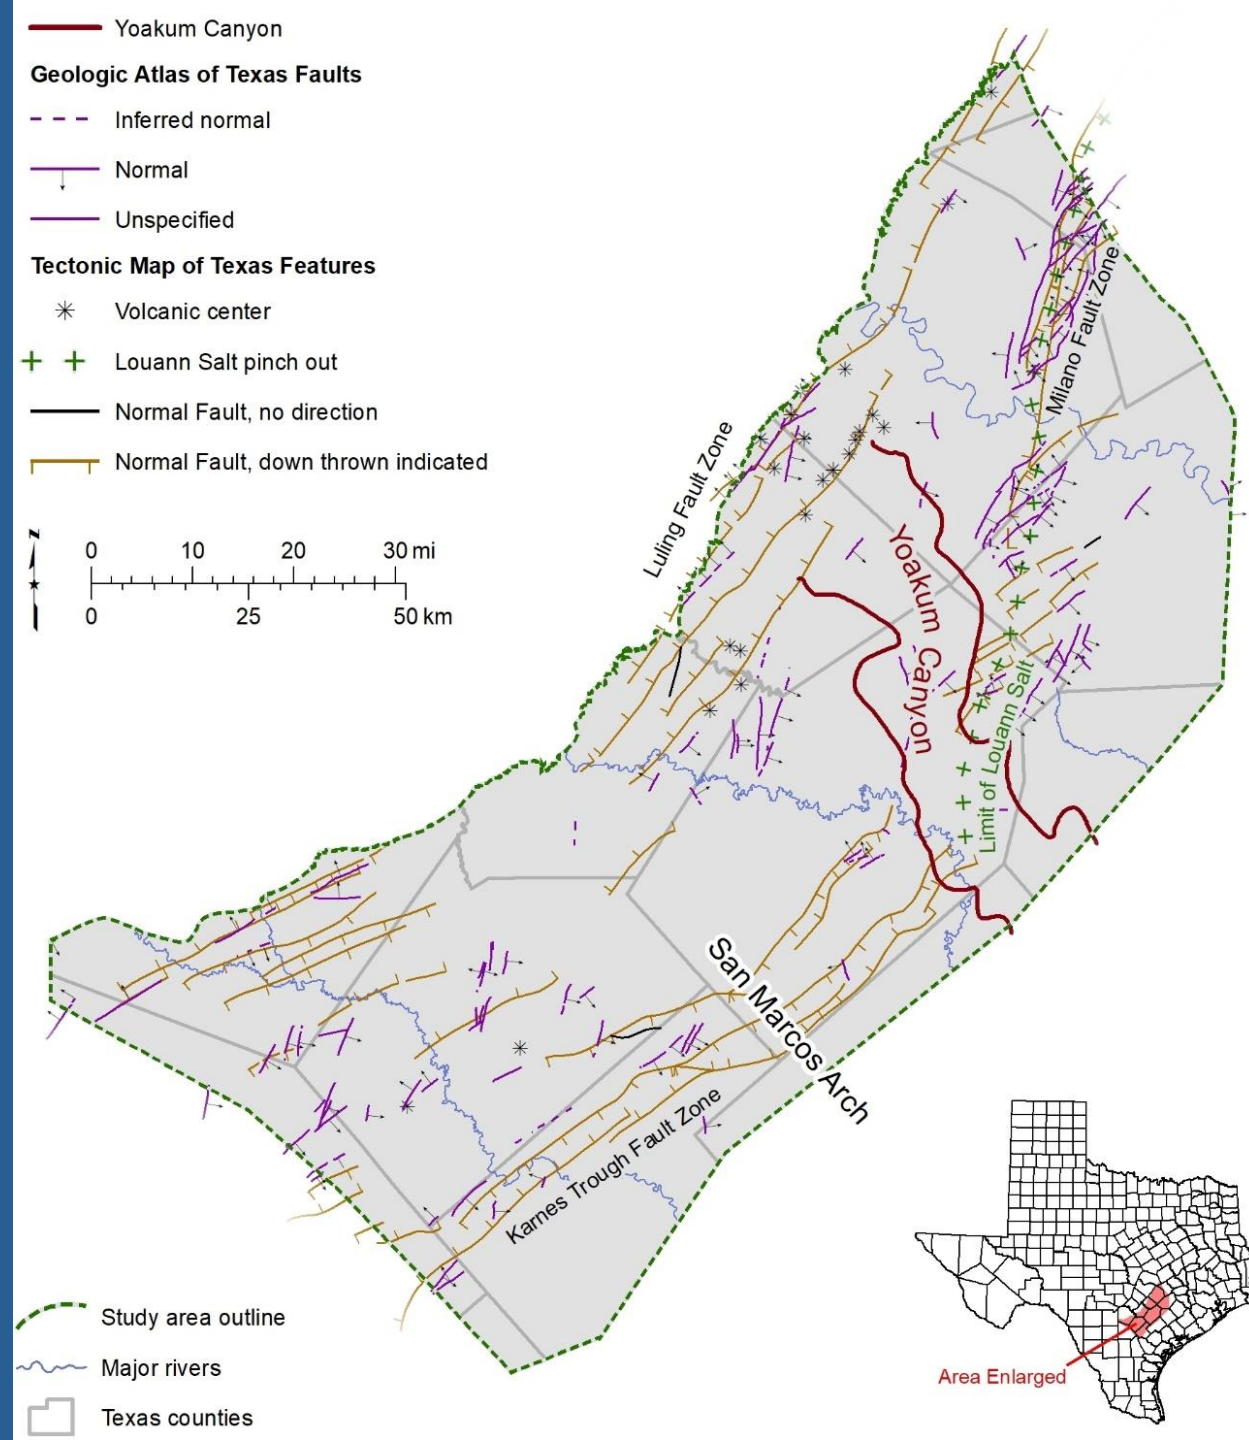 Yoakum Canyon
Geologic Atlas of Texas Faults
Inferred normal
Normal
Unspecified
Tectonic Map of Texas Features
Volcanic center
Louann Salt pinch out
Normal Fault, no direction
Normal Fault, down thrown indicated
z
0 10 20 30 mi
0 25 50 km
Luling Fault Zone
Milano Fault Zone
Yoakum Canyon
Limit of Louann Salt
San Marcos Arch
Karnes Trough Fault Zone
Study area outline
Major rivers
Texas counties
Area Enlarged